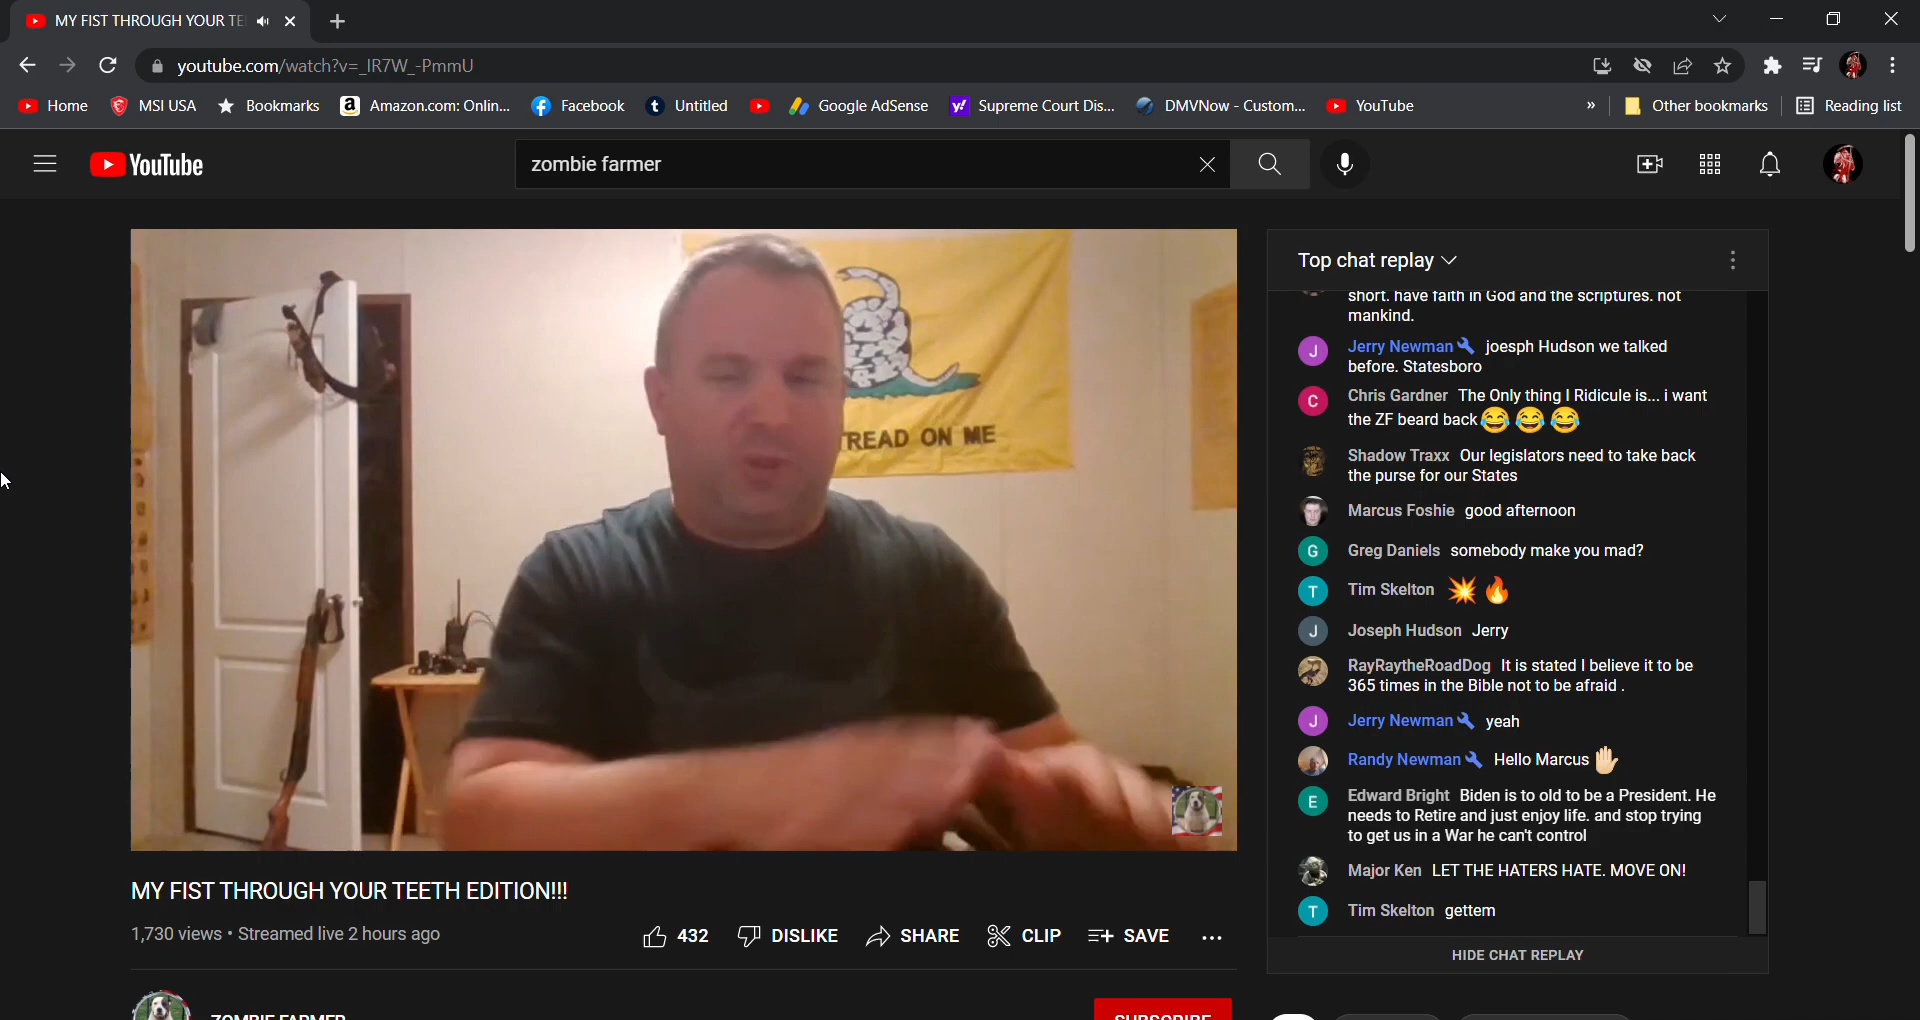 MY FIST THROUGH YOUR TE
youtube.com/watch?v=_IR7W_-PmmU
Home MSI USA Bookmarks Amazon.com: Onlin... Facebook Untitled Google AdSense Supreme Court Dis... DMVNow - Custom... YouTube » Other bookmarks Reading list
YouTube
zombie farmer
TREAD ON ME
MY FIST THROUGH YOUR TEETH EDITION!!!
1,730 views • Streamed live 2 hours ago
432 DISLIKE SHARE CLIP SAVE
ZOMBIE FARMER
SUBSCRIBE
Top chat replay
short. have faith in God and the scriptures. not
mankind.
J Jerry Newman joesph Hudson we talked
before. Statesboro
C Chris Gardner The Only thing I Ridicule is... i want
the ZF beard back😂😂😂
Shadow Traxx Our legislators need to take back
the purse for our States
Marcus Foshie good afternoon
G Greg Daniels somebody make you mad?
T Tim Skelton 💥🔥
J Joseph Hudson Jerry
RayRaytheRoadDog It is stated I believe it to be
365 times in the Bible not to be afraid .
J Jerry Newman yeah
Randy Newman Hello Marcus 🤚🏻
E Edward Bright Biden is to old to be a President. He
needs to Retire and just enjoy life. and stop trying
to get us in a War he can't control
Major Ken LET THE HATERS HATE. MOVE ON!
T Tim Skelton gettem
HIDE CHAT REPLAY